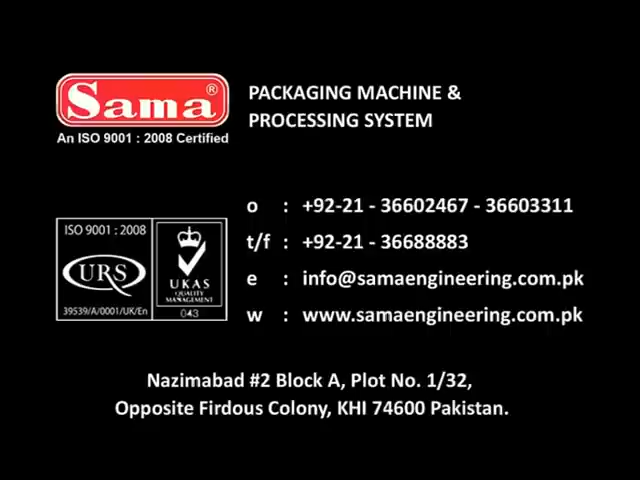 Sama®
An ISO 9001 : 2008 Certified
PACKAGING MACHINE &
PROCESSING SYSTEM
o : +92-21 - 36602467 - 36603311
t/f : +92-21 - 36688883
e : info@samaengineering.com.pk
w : www.samaengineering.com.pk
ISO 9001 : 2008
URS
39539/A/0001/UK/En
UKAS
QUALITY
MANAGEMENT
043
Nazimabad #2 Block A, Plot No. 1/32,
Opposite Firdous Colony, KHI 74600 Pakistan.